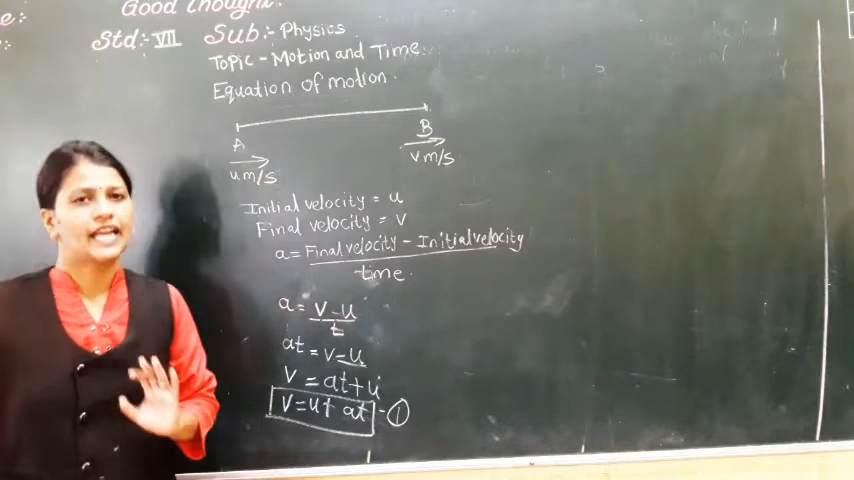 Good thought:
Std:- VII Sub:- Physics
Topic - Motion and Time.
Equation of motion.
A B
u m/s v m/s
Initial velocity = u
Final velocity = v
a = Final velocity - Initial velocity
time.
a = v - u
t
at = v - u
v = at + u
v = u + at - 1